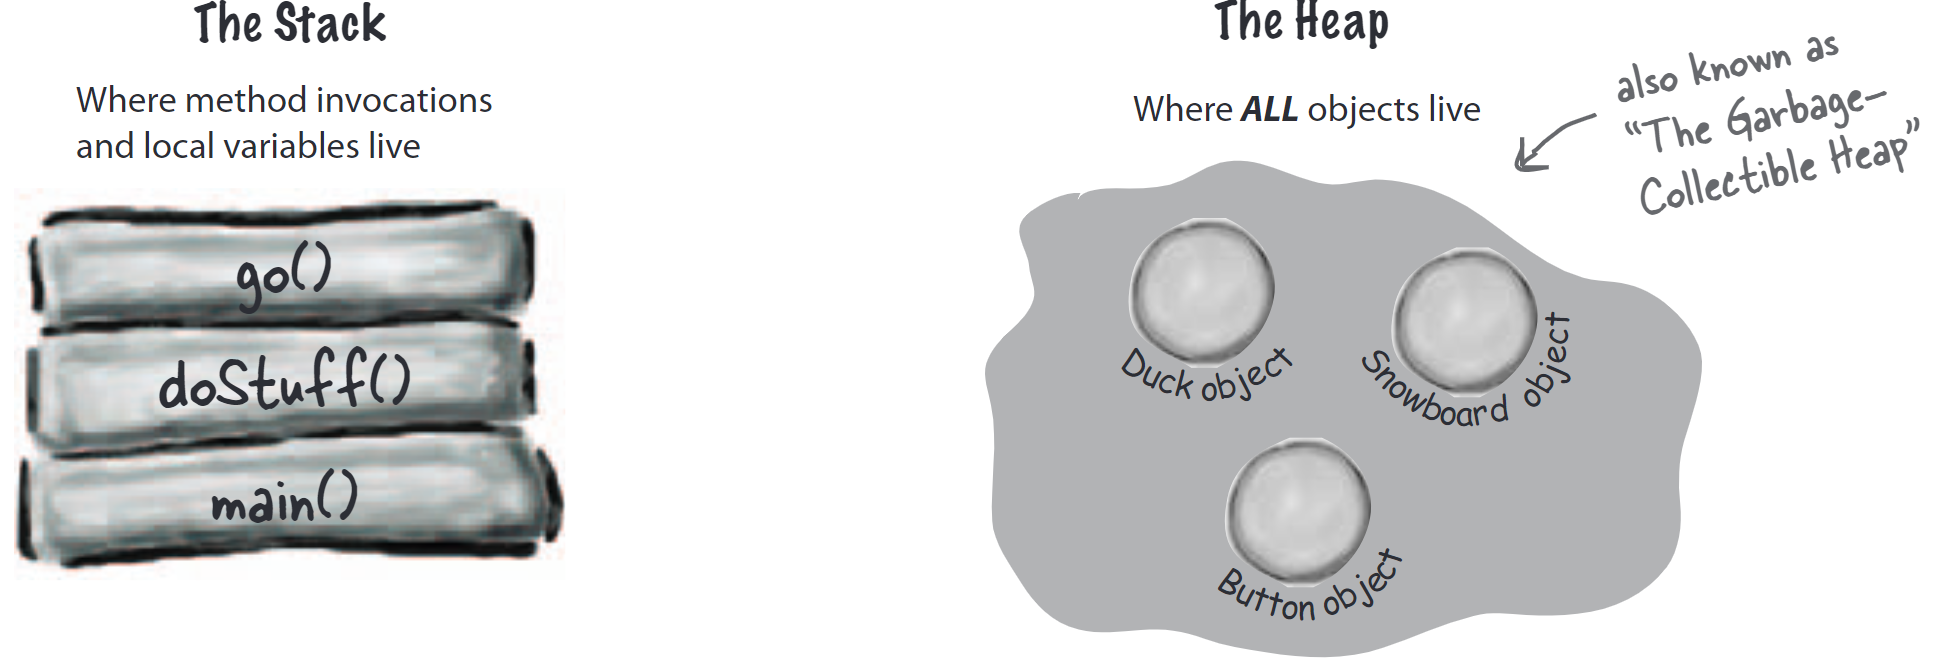 The Stack
Where method invocations
and local variables live
go()
doStuff()
main()
The Heap
Where ALL objects live
also known as
“The Garbage-
Collectible Heap”
Duck object
Snowboard object
Button object